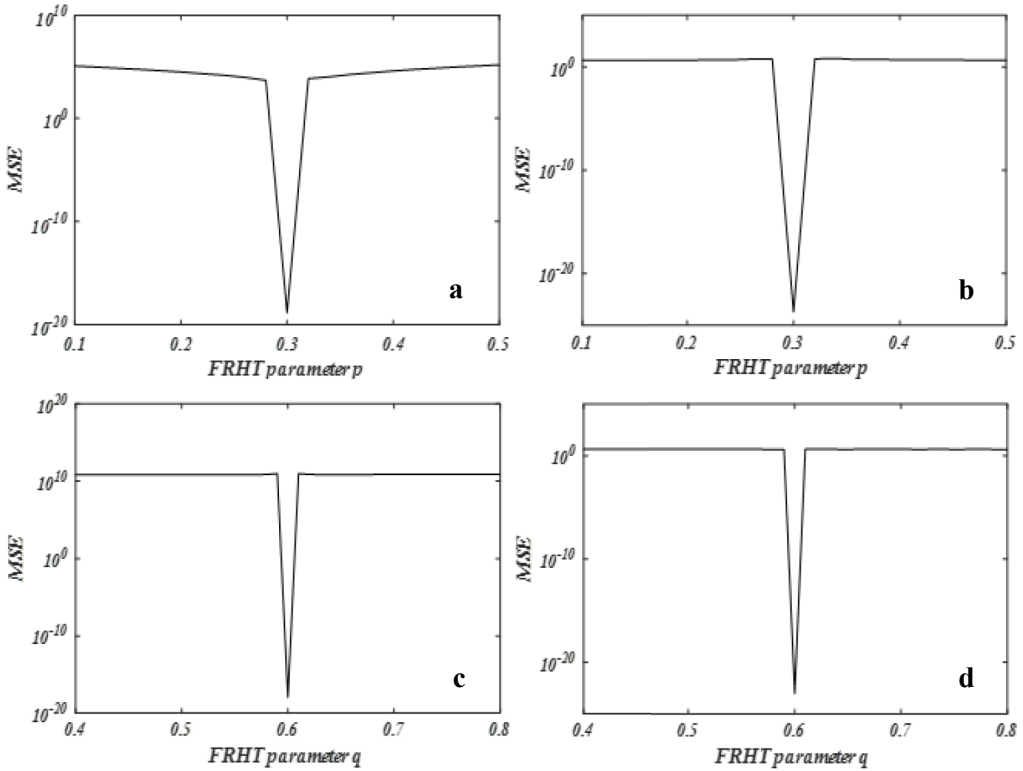 10^10
10^0
10^-10
10^-20
MSE
0.1 0.2 0.3 0.4 0.5
FRHT parameter p
a
10^0
10^-10
10^-20
MSE
0.1 0.2 0.3 0.4 0.5
FRHT parameter p
b
10^20
10^10
10^0
10^-10
10^-20
MSE
0.4 0.5 0.6 0.7 0.8
FRHT parameter q
c
10^0
10^-10
10^-20
MSE
0.4 0.5 0.6 0.7 0.8
FRHT parameter q
d